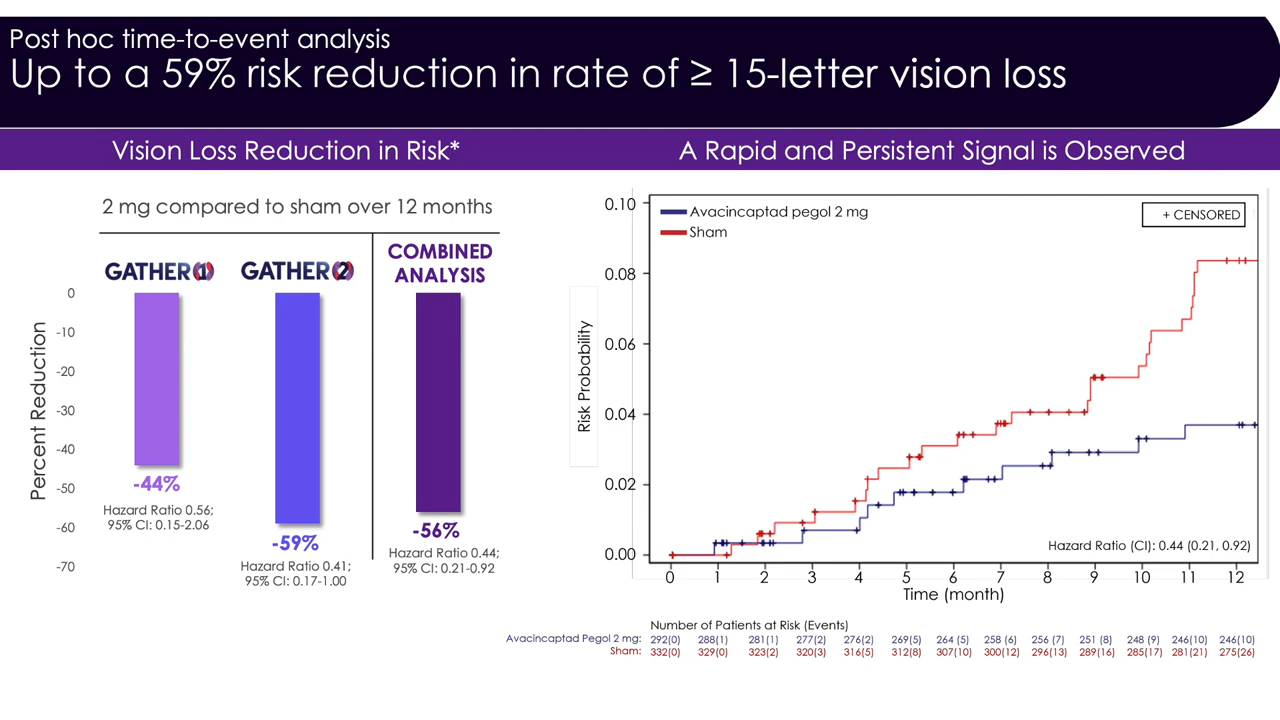 Post hoc time-to-event analysis
Up to a 59% risk reduction in rate of ≥ 15-letter vision loss
Vision Loss Reduction in Risk*
2 mg compared to sham over 12 months
GATHER 1
GATHER 2
COMBINED
ANALYSIS
Percent Reduction
0
-10
-20
-30
-40
-50
-60
-70
-44%
Hazard Ratio 0.56;
95% CI: 0.15-2.06
-59%
Hazard Ratio 0.41;
95% CI: 0.17-1.00
-56%
Hazard Ratio 0.44;
95% CI: 0.21-0.92
A Rapid and Persistent Signal is Observed
Avacincaptad pegol 2 mg
Sham
+ CENSORED
Risk Probability
0.10
0.08
0.06
0.04
0.02
0.00
Hazard Ratio (CI): 0.44 (0.21, 0.92)
0 1 2 3 4 5 6 7 8 9 10 11 12
Time (month)
Number of Patients at Risk (Events)
Avacincaptad Pegol 2 mg: 292(0) 288(1) 281(1) 277(2) 276(2) 269(5) 264 (5) 258 (6) 256 (7) 251 (8) 248 (9) 246(10) 246(10)
Sham: 332(0) 329(0) 323(2) 320(3) 316(5) 312(8) 307(10) 300(12) 296(13) 289(16) 285(17) 281(21) 275(26)